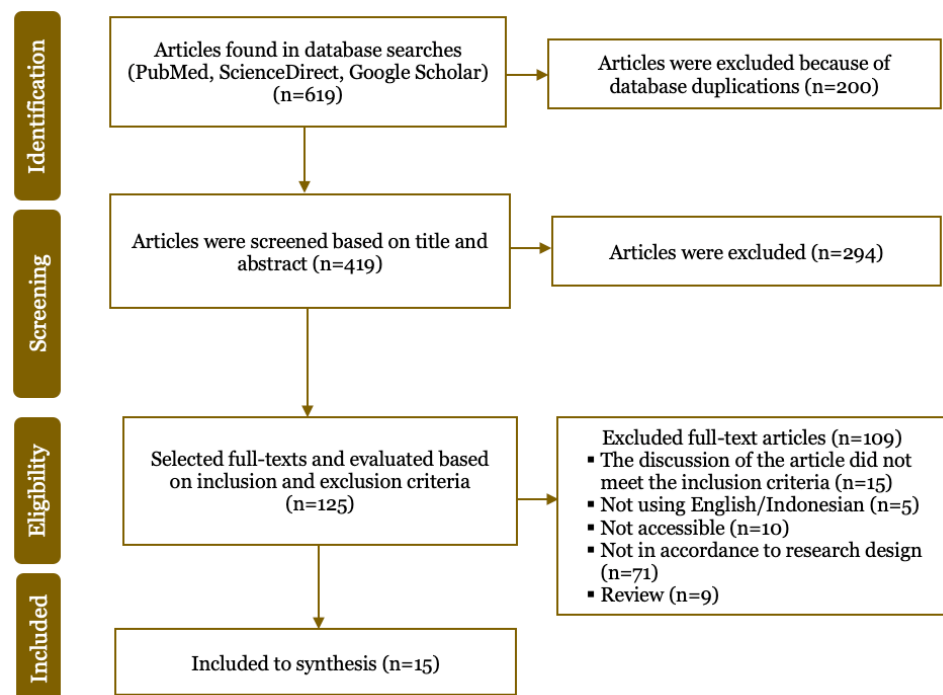 Identification
Articles found in database searches
(PubMed, ScienceDirect, Google Scholar)
(n=619)
Articles were excluded because of
database duplications (n=200)
Screening
Articles were screened based on title and
abstract (n=419)
Articles were excluded (n=294)
Eligibility
Selected full-texts and evaluated based
on inclusion and exclusion criteria
(n=125)
Excluded full-text articles (n=109)
▪ The discussion of the article did not
meet the inclusion criteria (n=15)
▪ Not using English/Indonesian (n=5)
▪ Not accessible (n=10)
▪ Not in accordance to research design
(n=71)
▪ Review (n=9)
Included
Included to synthesis (n=15)